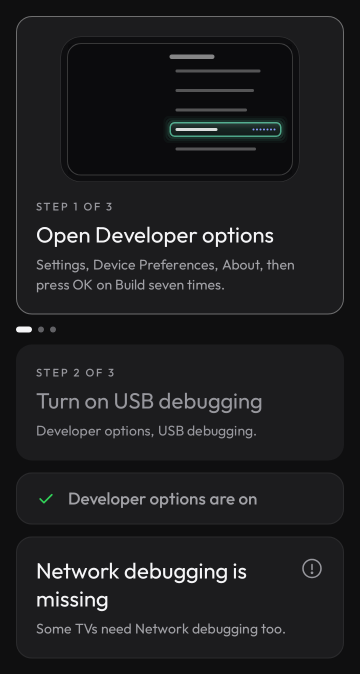 STEP 1 OF 3
Open Developer options
Settings, Device Preferences, About, then
press OK on Build seven times.
STEP 2 OF 3
Turn on USB debugging
Developer options, USB debugging.
Developer options are on
Network debugging is
missing
Some TVs need Network debugging too.